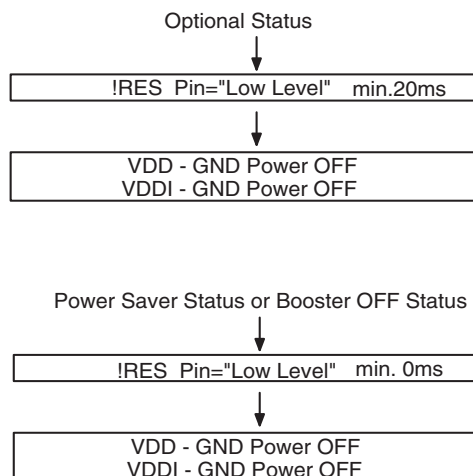 Optional Status
!RES Pin="Low Level" min.20ms
VDD - GND Power OFF
VDDI - GND Power OFF
Power Saver Status or Booster OFF Status
!RES Pin="Low Level" min. 0ms
VDD - GND Power OFF
VDDI - GND Power OFF